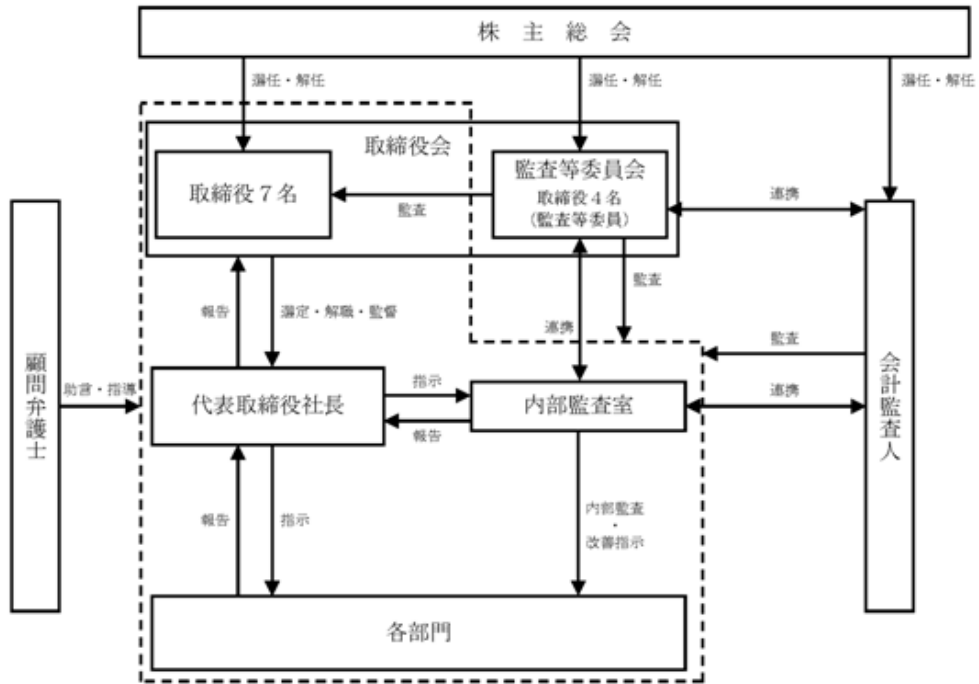 株主総会
選任・解任
選任・解任
選任・解任
取締役会
取締役7名
監査
監査等委員会
取締役4名
(監査等委員)
連携
監査
報告
選定・解職・監督
連携
監査
顧問弁護士
助言・指導
代表取締役社長
指示
報告
内部監査室
連携
会計監査人
報告
指示
内部監査
・
改善指示
各部門